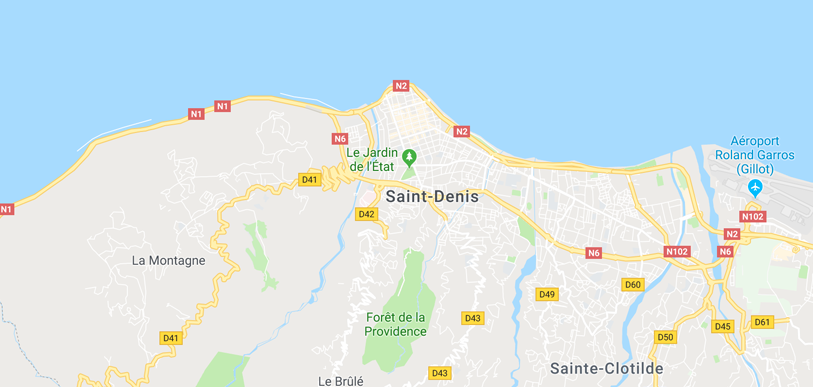 N2
N1
N1
N2
N6
Aéroport
Roland Garros
(Gillot)
Le Jardin
de l'État
D41
Saint-Denis
N1
D42
N102
N2
N6
N102
N6
La Montagne
D60
D49
Forêt de la
Providence
D43
D61
D45
D41
D50
Sainte-Clotilde
D43
Le Brûlé